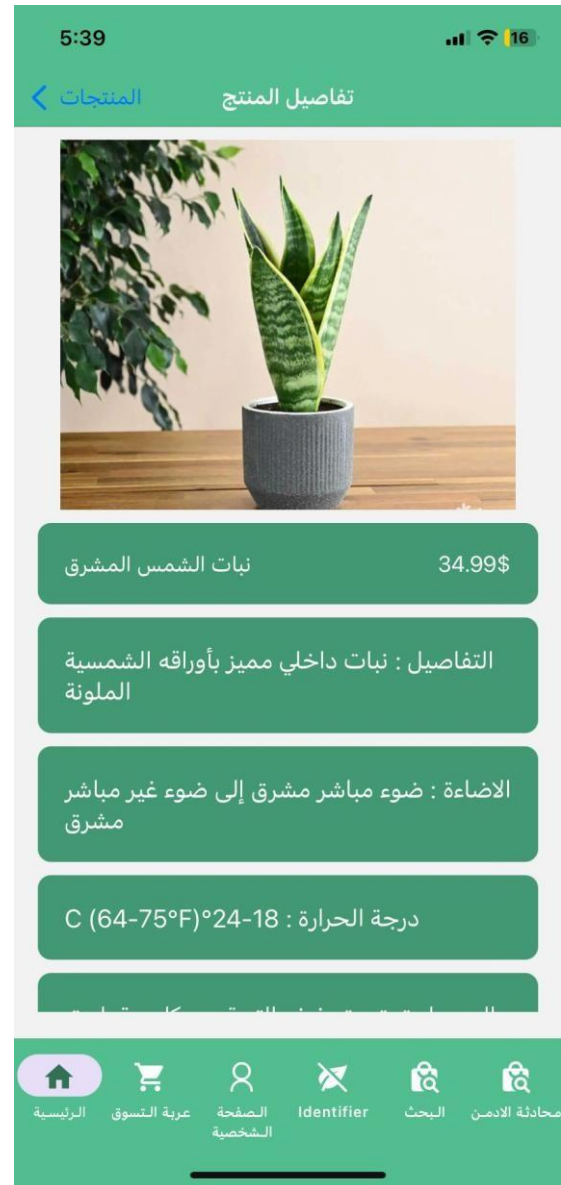 5:39
16
المنتجات
تفاصيل المنتج
نبات الشمس المشرق
34.99$
التفاصيل : نبات داخلي مميز بأوراقه الشمسية
الملونة
الاضاءة : ضوء مباشر مشرق إلى ضوء غير مباشر
مشرق
درجة الحرارة : 18-24°C (64-75°F)
الرئيسية
عربة التسوق
الصفحة
الشخصية
Identifier
البحث
محادثة الادمن